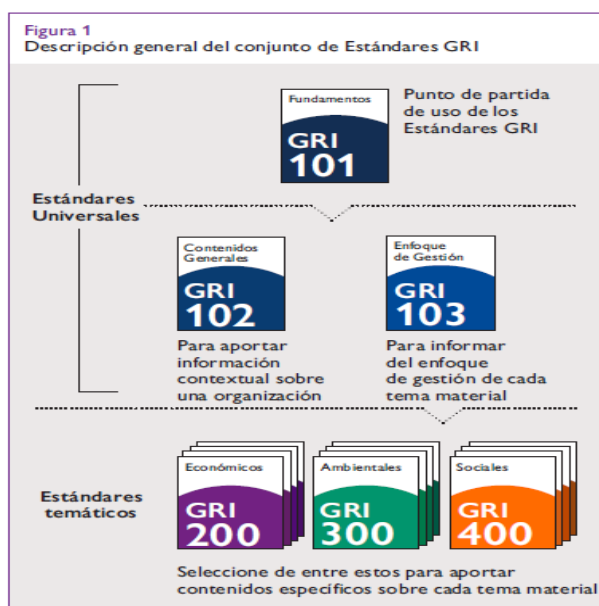 Figura 1
Descripción general del conjunto de Estándares GRI
Fundamentos
GRI
101
Punto de partida
de uso de los
Estándares GRI
Estándares
Universales
Contenidos
Generales
GRI
102
Enfoque
de Gestión
GRI
103
Para aportar
información
contextual sobre
una organización
Para informar
del enfoque
de gestión de cada
tema material
Estándares
temáticos
Económicos
GRI
200
Ambientales
GRI
300
Sociales
GRI
400
Seleccione de entre estos para aportar
contenidos específicos sobre cada tema material